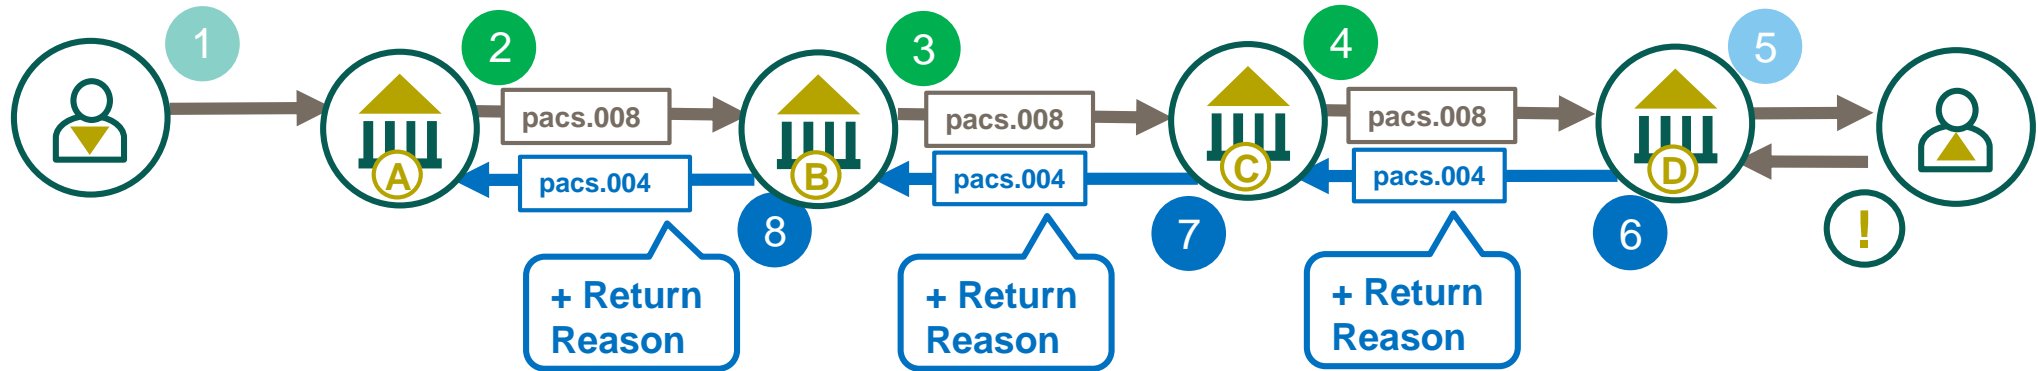 1
2
3
4
5
pacs.008
pacs.008
pacs.008
A
B
C
D
pacs.004
pacs.004
pacs.004
8
7
6
!
+ Return
Reason
+ Return
Reason
+ Return
Reason